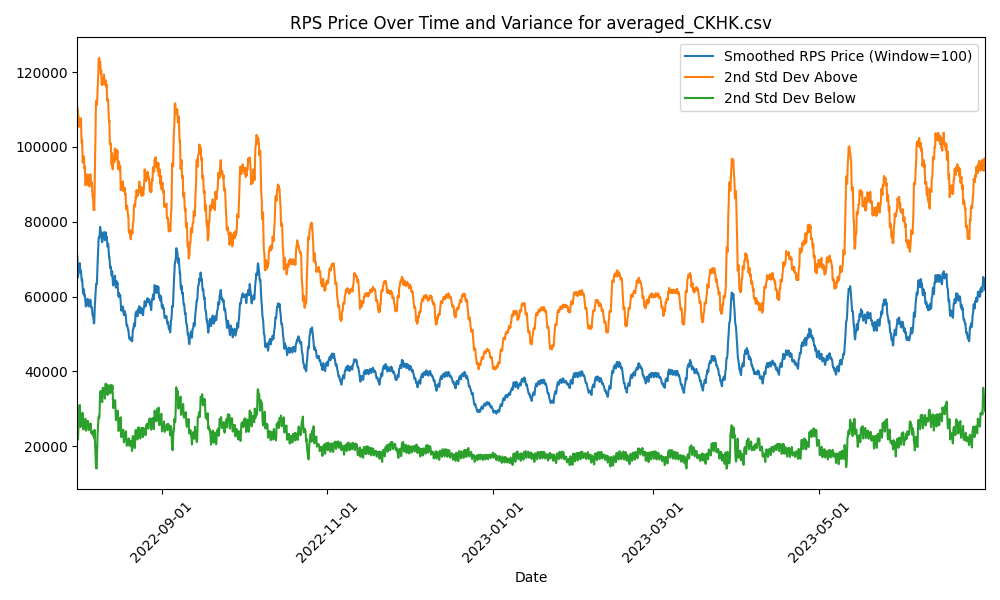 RPS Price Over Time and Variance for averaged_CKHK.csv
Smoothed RPS Price (Window=100)
2nd Std Dev Above
2nd Std Dev Below
120000
100000
80000
60000
40000
20000
2022-09-01
2022-11-01
2023-01-01
2023-03-01
2023-05-01
Date